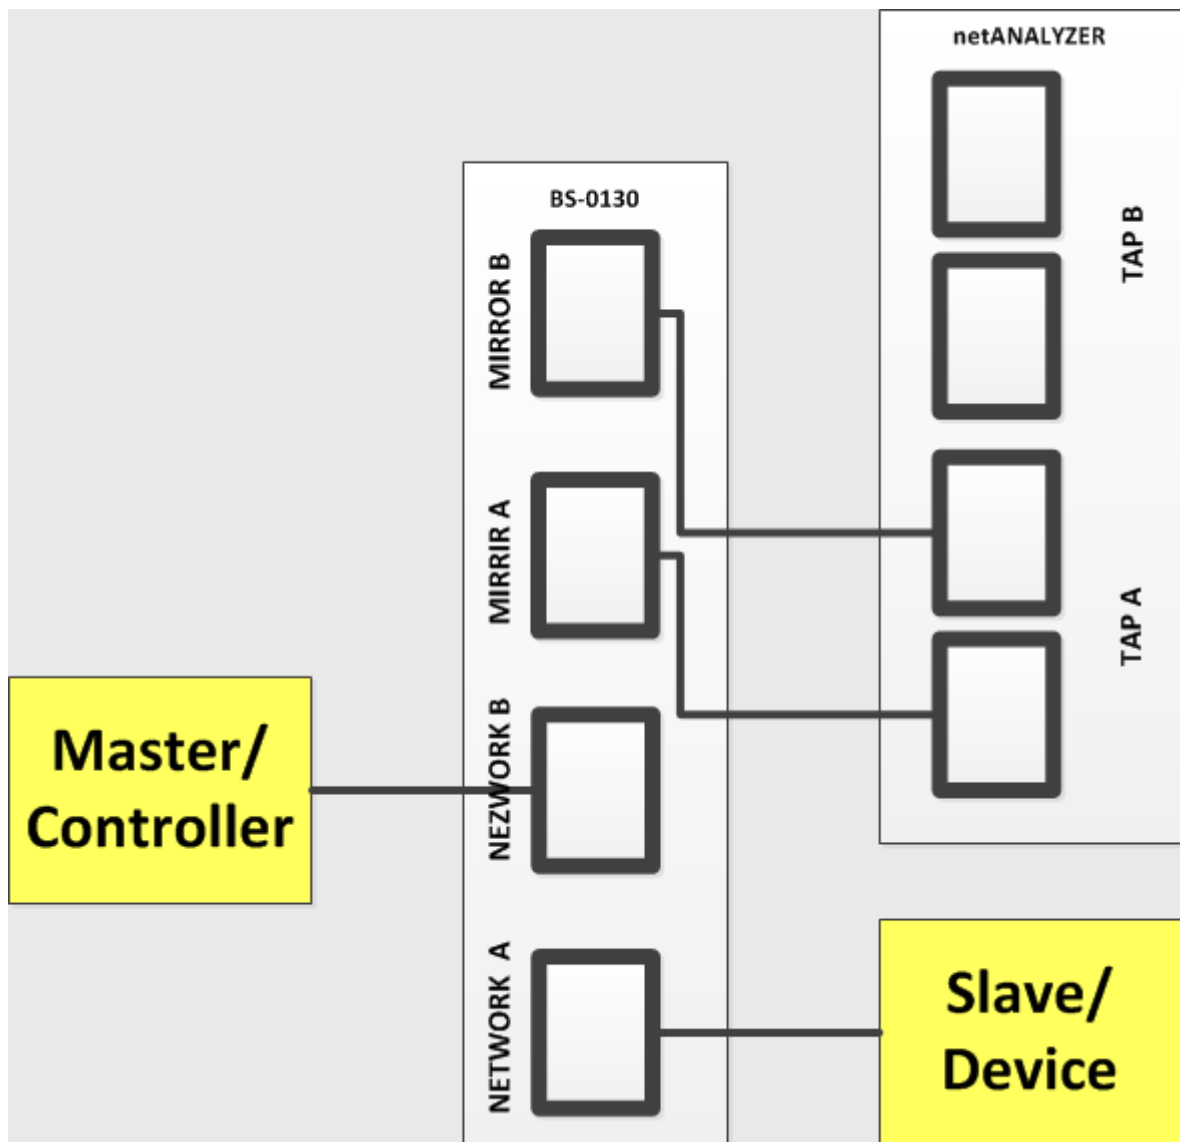 netANALYZER
TAP B
TAP A
BS-0130
MIRROR B
MIRRIR A
NEZWORK B
NETWORK A
Master/
Controller
Slave/
Device